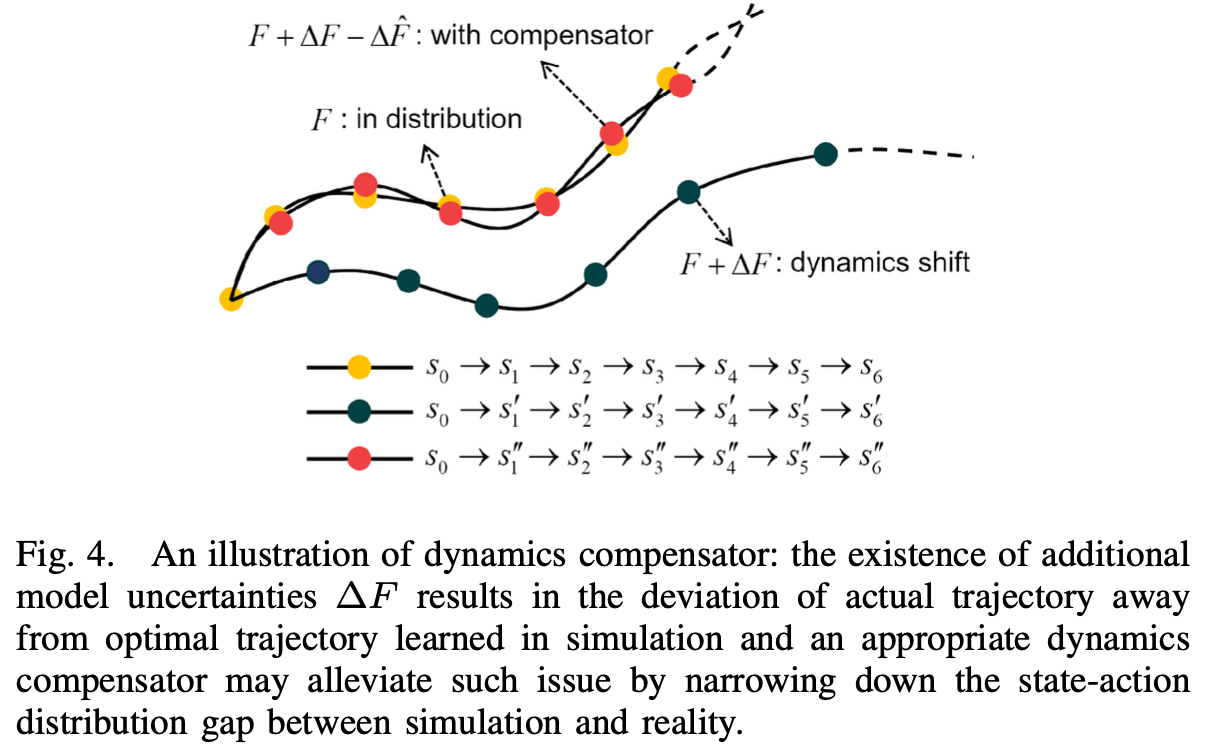 F + ΔF − ΔF̂ : with compensator
F : in distribution
F + ΔF : dynamics shift
s₀ → s₁ → s₂ → s₃ → s₄ → s₅ → s₆
s₀ → s′₁ → s′₂ → s′₃ → s′₄ → s′₅ → s′₆
s₀ → s″₁ → s″₂ → s″₃ → s″₄ → s″₅ → s″₆
Fig. 4. An illustration of dynamics compensator: the existence of additional
model uncertainties ΔF results in the deviation of actual trajectory away
from optimal trajectory learned in simulation and an appropriate dynamics
compensator may alleviate such issue by narrowing down the state-action
distribution gap between simulation and reality.